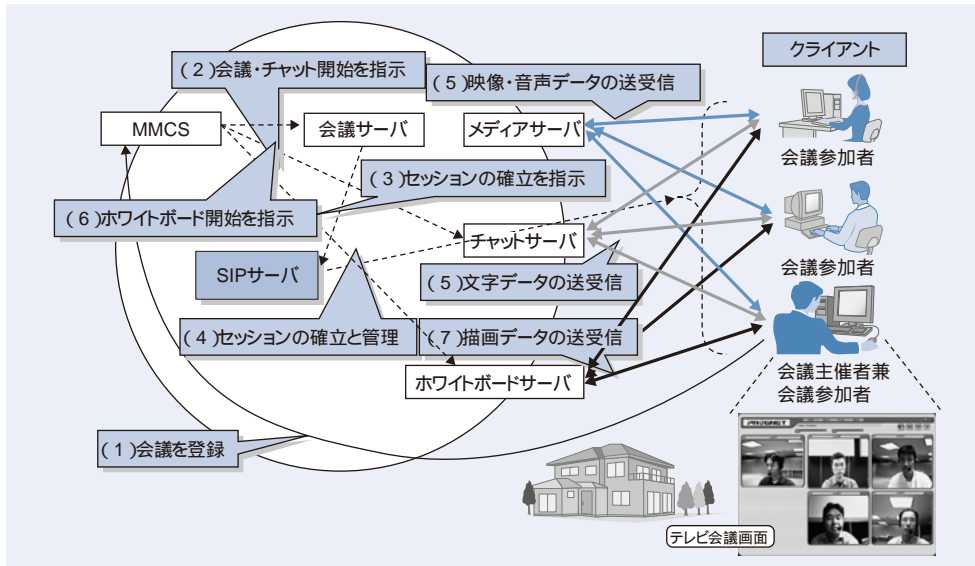 (2)会議・チャット開始を指示
(5)映像・音声データの送受信
クライアント
MMCS
会議サーバ
メディアサーバ
会議参加者
(3)セッションの確立を指示
(6)ホワイトボード開始を指示
チャットサーバ
会議参加者
SIPサーバ
(5)文字データの送受信
(4)セッションの確立と管理
(7)描画データの送受信
ホワイトボードサーバ
会議主催者兼
会議参加者
(1)会議を登録
テレビ会議画面